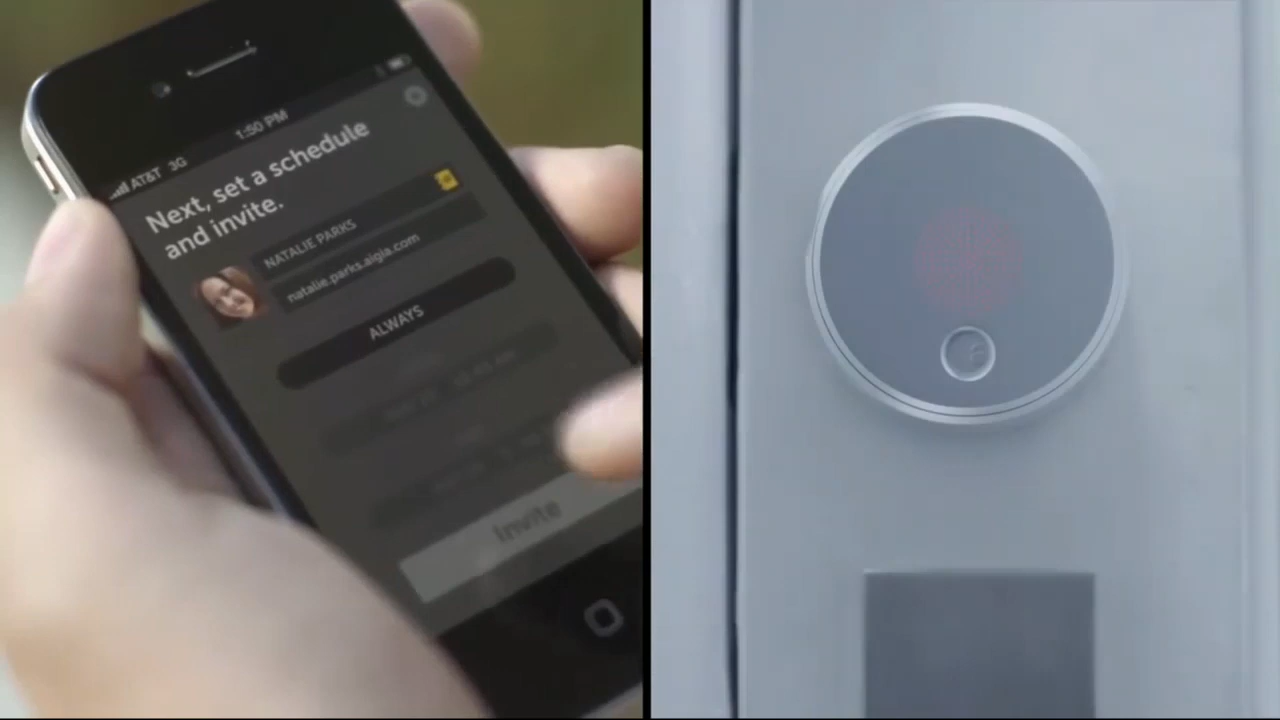 AT&T 3G
1:50 PM
Next, set a schedule
and invite.
NATALIE PARKS
natalie.parks.aigia.com
ALWAYS
Invite